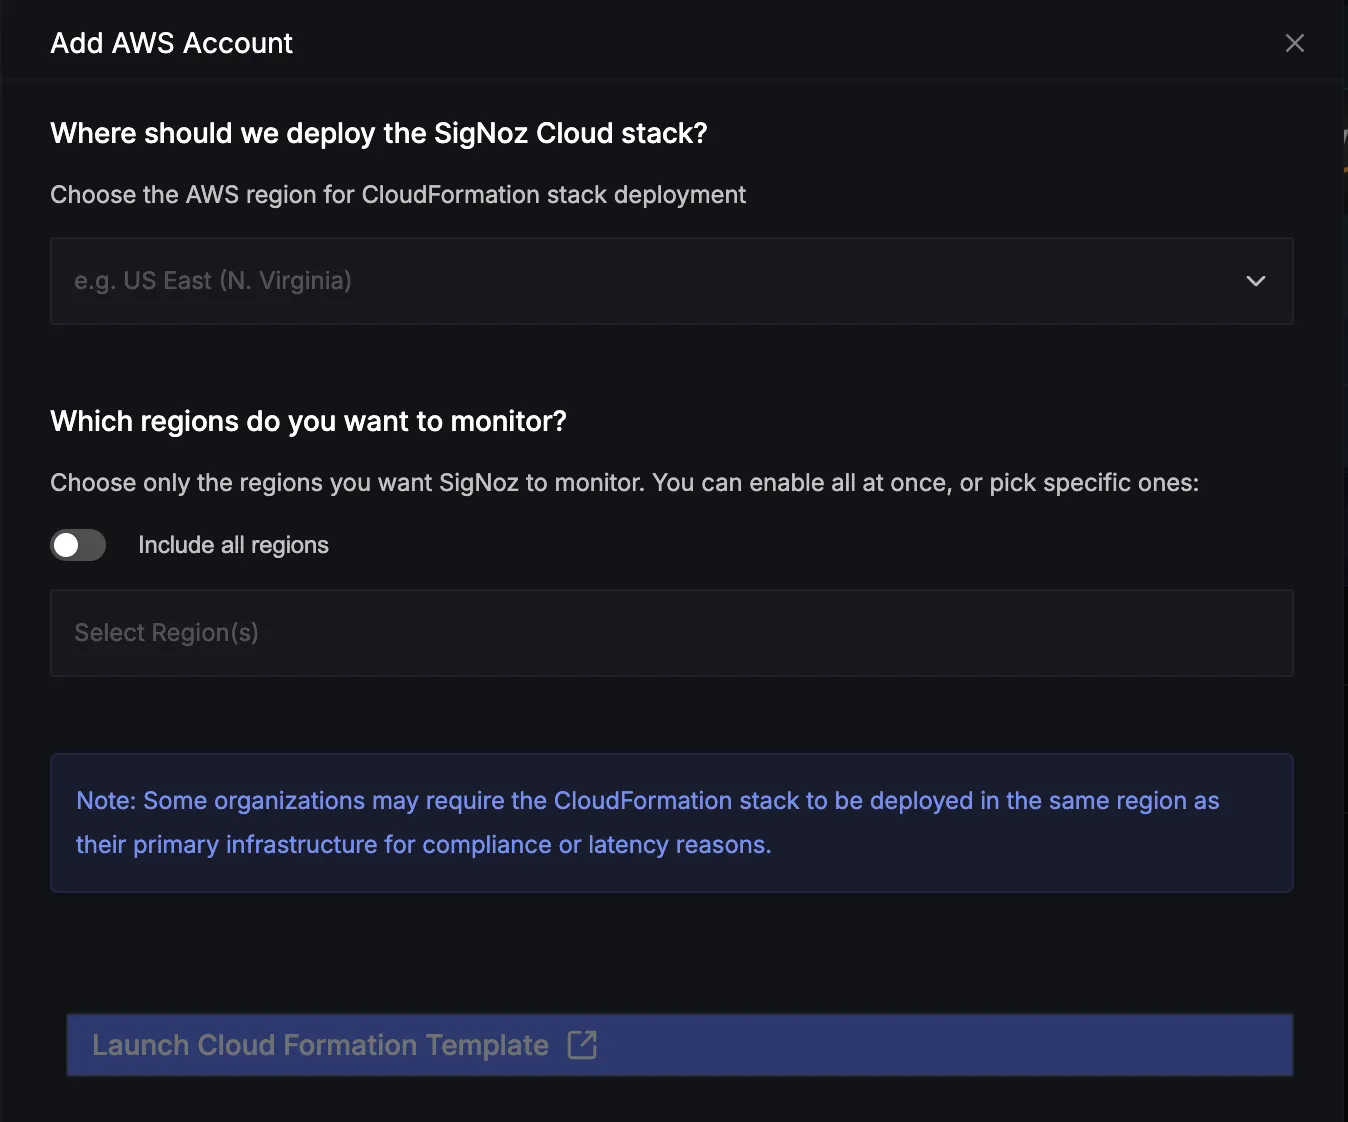 Add AWS Account
Where should we deploy the SigNoz Cloud stack?
Choose the AWS region for CloudFormation stack deployment
e.g. US East (N. Virginia)
Which regions do you want to monitor?
Choose only the regions you want SigNoz to monitor. You can enable all at once, or pick specific ones:
Include all regions
Select Region(s)
Note: Some organizations may require the CloudFormation stack to be deployed in the same region as
their primary infrastructure for compliance or latency reasons.
Launch Cloud Formation Template